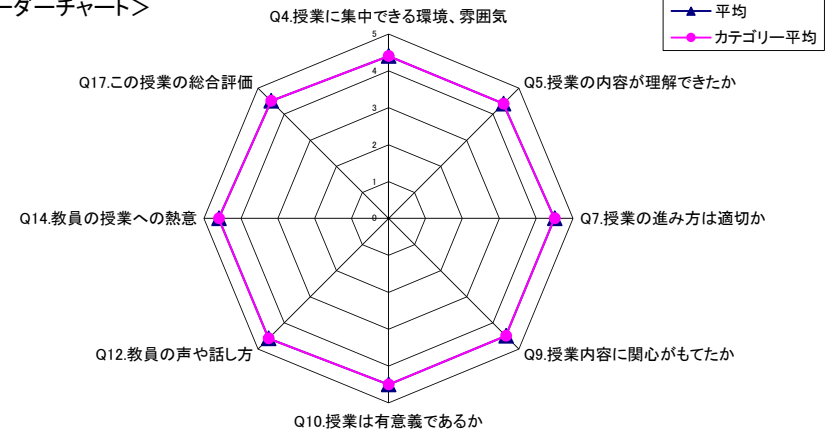 ーダーチャート＞
平均
カテゴリー平均
Q4.授業に集中できる環境、雰囲気
Q5.授業の内容が理解できたか
Q7.授業の進み方は適切か
Q9.授業内容に関心がもてたか
Q10.授業は有意義であるか
Q12.教員の声や話し方
Q14.教員の授業への熱意
Q17.この授業の総合評価
5
4
3
2
1
0